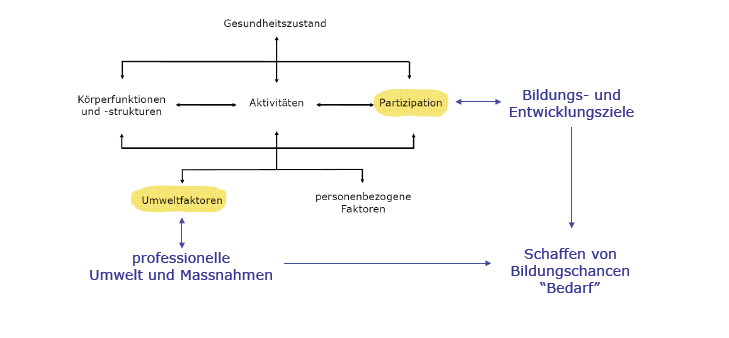 Gesundheitszustand
Körperfunktionen
und -strukturen
Aktivitäten
Partizipation
Bildungs- und
Entwicklungsziele
Umweltfaktoren
personenbezogene
Faktoren
professionelle
Umwelt und Massnahmen
Schaffen von
Bildungschancen
“Bedarf”